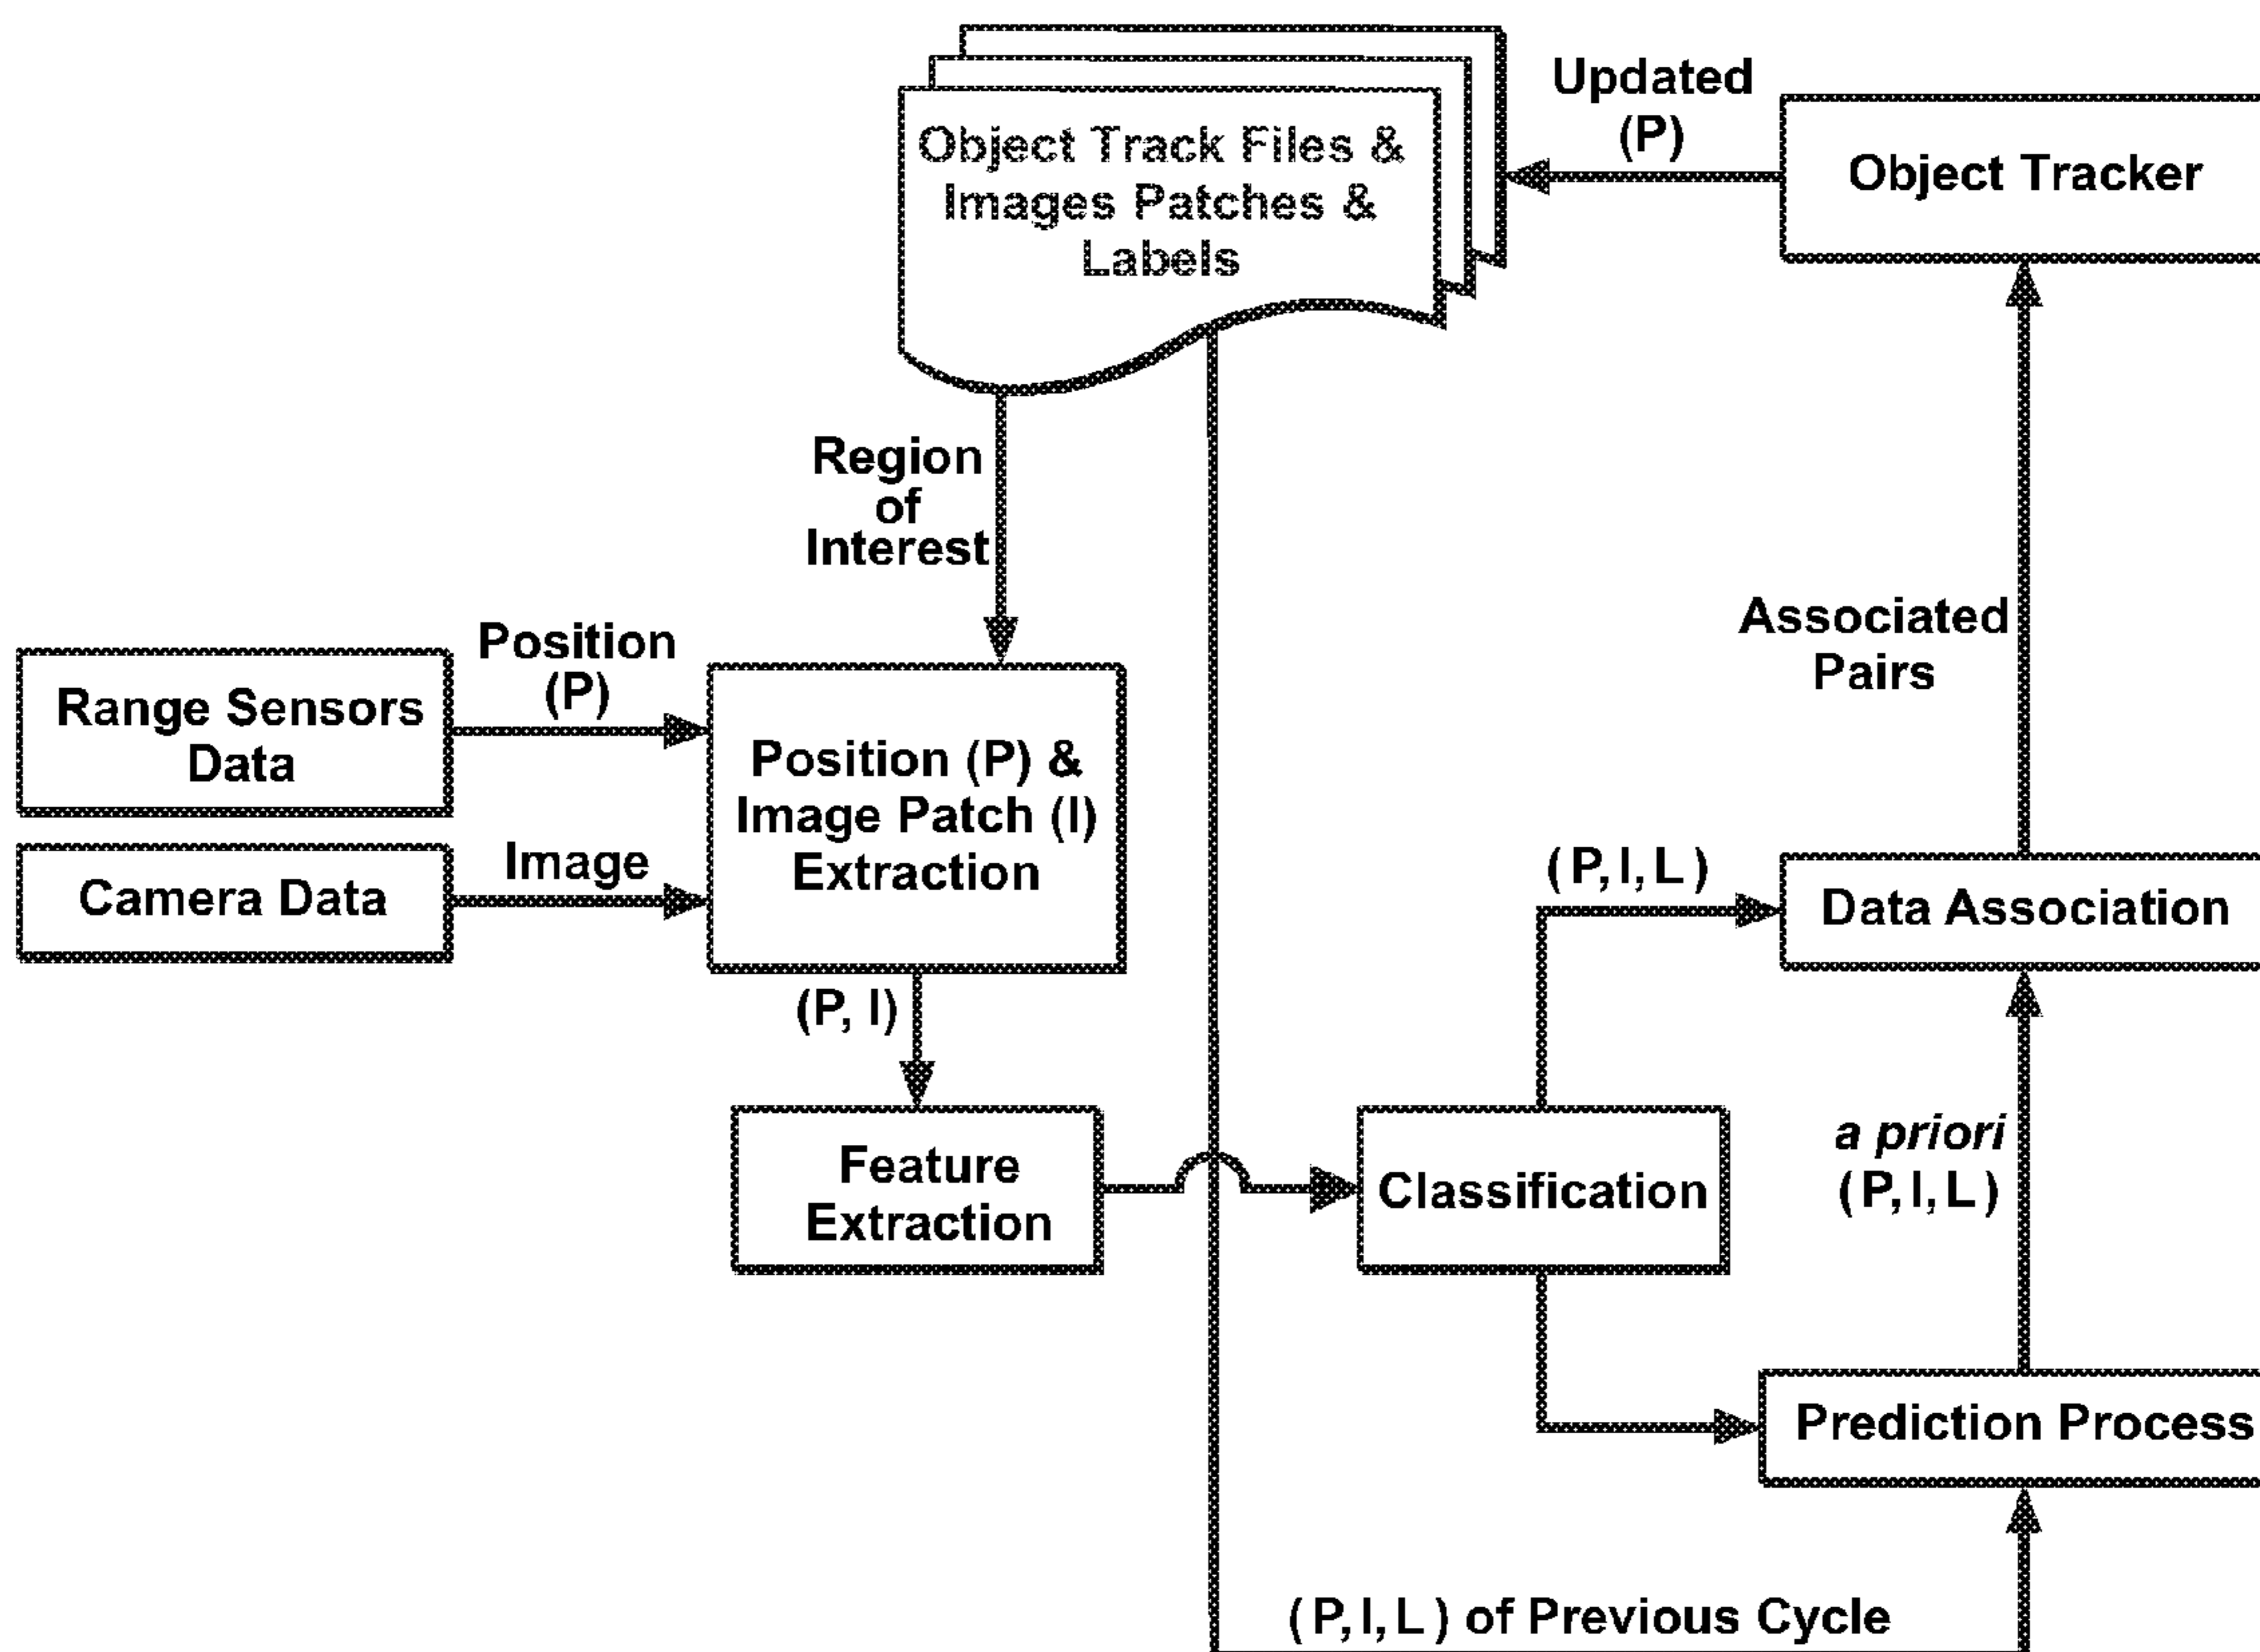 Updated
(P)
Object Track Files &
Images Patches &
Labels
Object Tracker
Region
of
Interest
Associated
Pairs
Position
(P)
Range Sensors
Data
Position (P) &
Image Patch (I)
Extraction
Image
Camera Data
(P, I)
(P, I, L)
Data Association
Feature
Extraction
Classification
a priori
(P, I, L)
Prediction Process
(P, I, L) of Previous Cycle